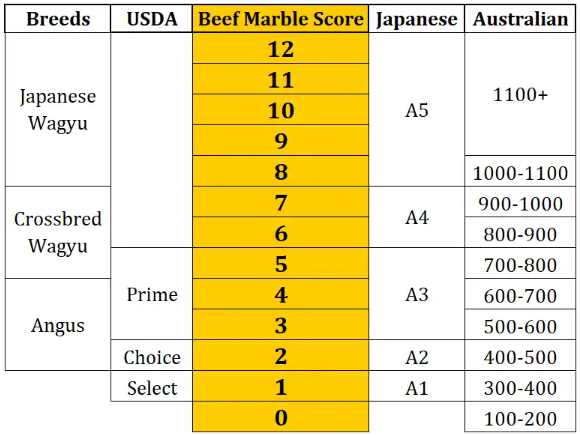 Breeds USDA Beef Marble Score Japanese Australian
12
11
Japanese Wagyu 10 A5 1100+
9
8 1000-1100
7 900-1000
Crossbred Wagyu A4
6 800-900
5 700-800
Prime 4 A3 600-700
Angus 3 500-600
Choice 2 A2 400-500
Select 1 A1 300-400
0 100-200